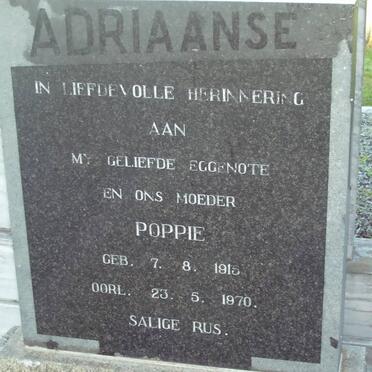 ADRIAANSE
IN LIEFDEVOLLE HERINNERING
AAN
MY GELIEFDE EGGENOTE
EN ONS MOEDER
POPPIE
GEB. 7. 8. 1915
OORL. 23. 5. 1970.
SALIGE RUS.